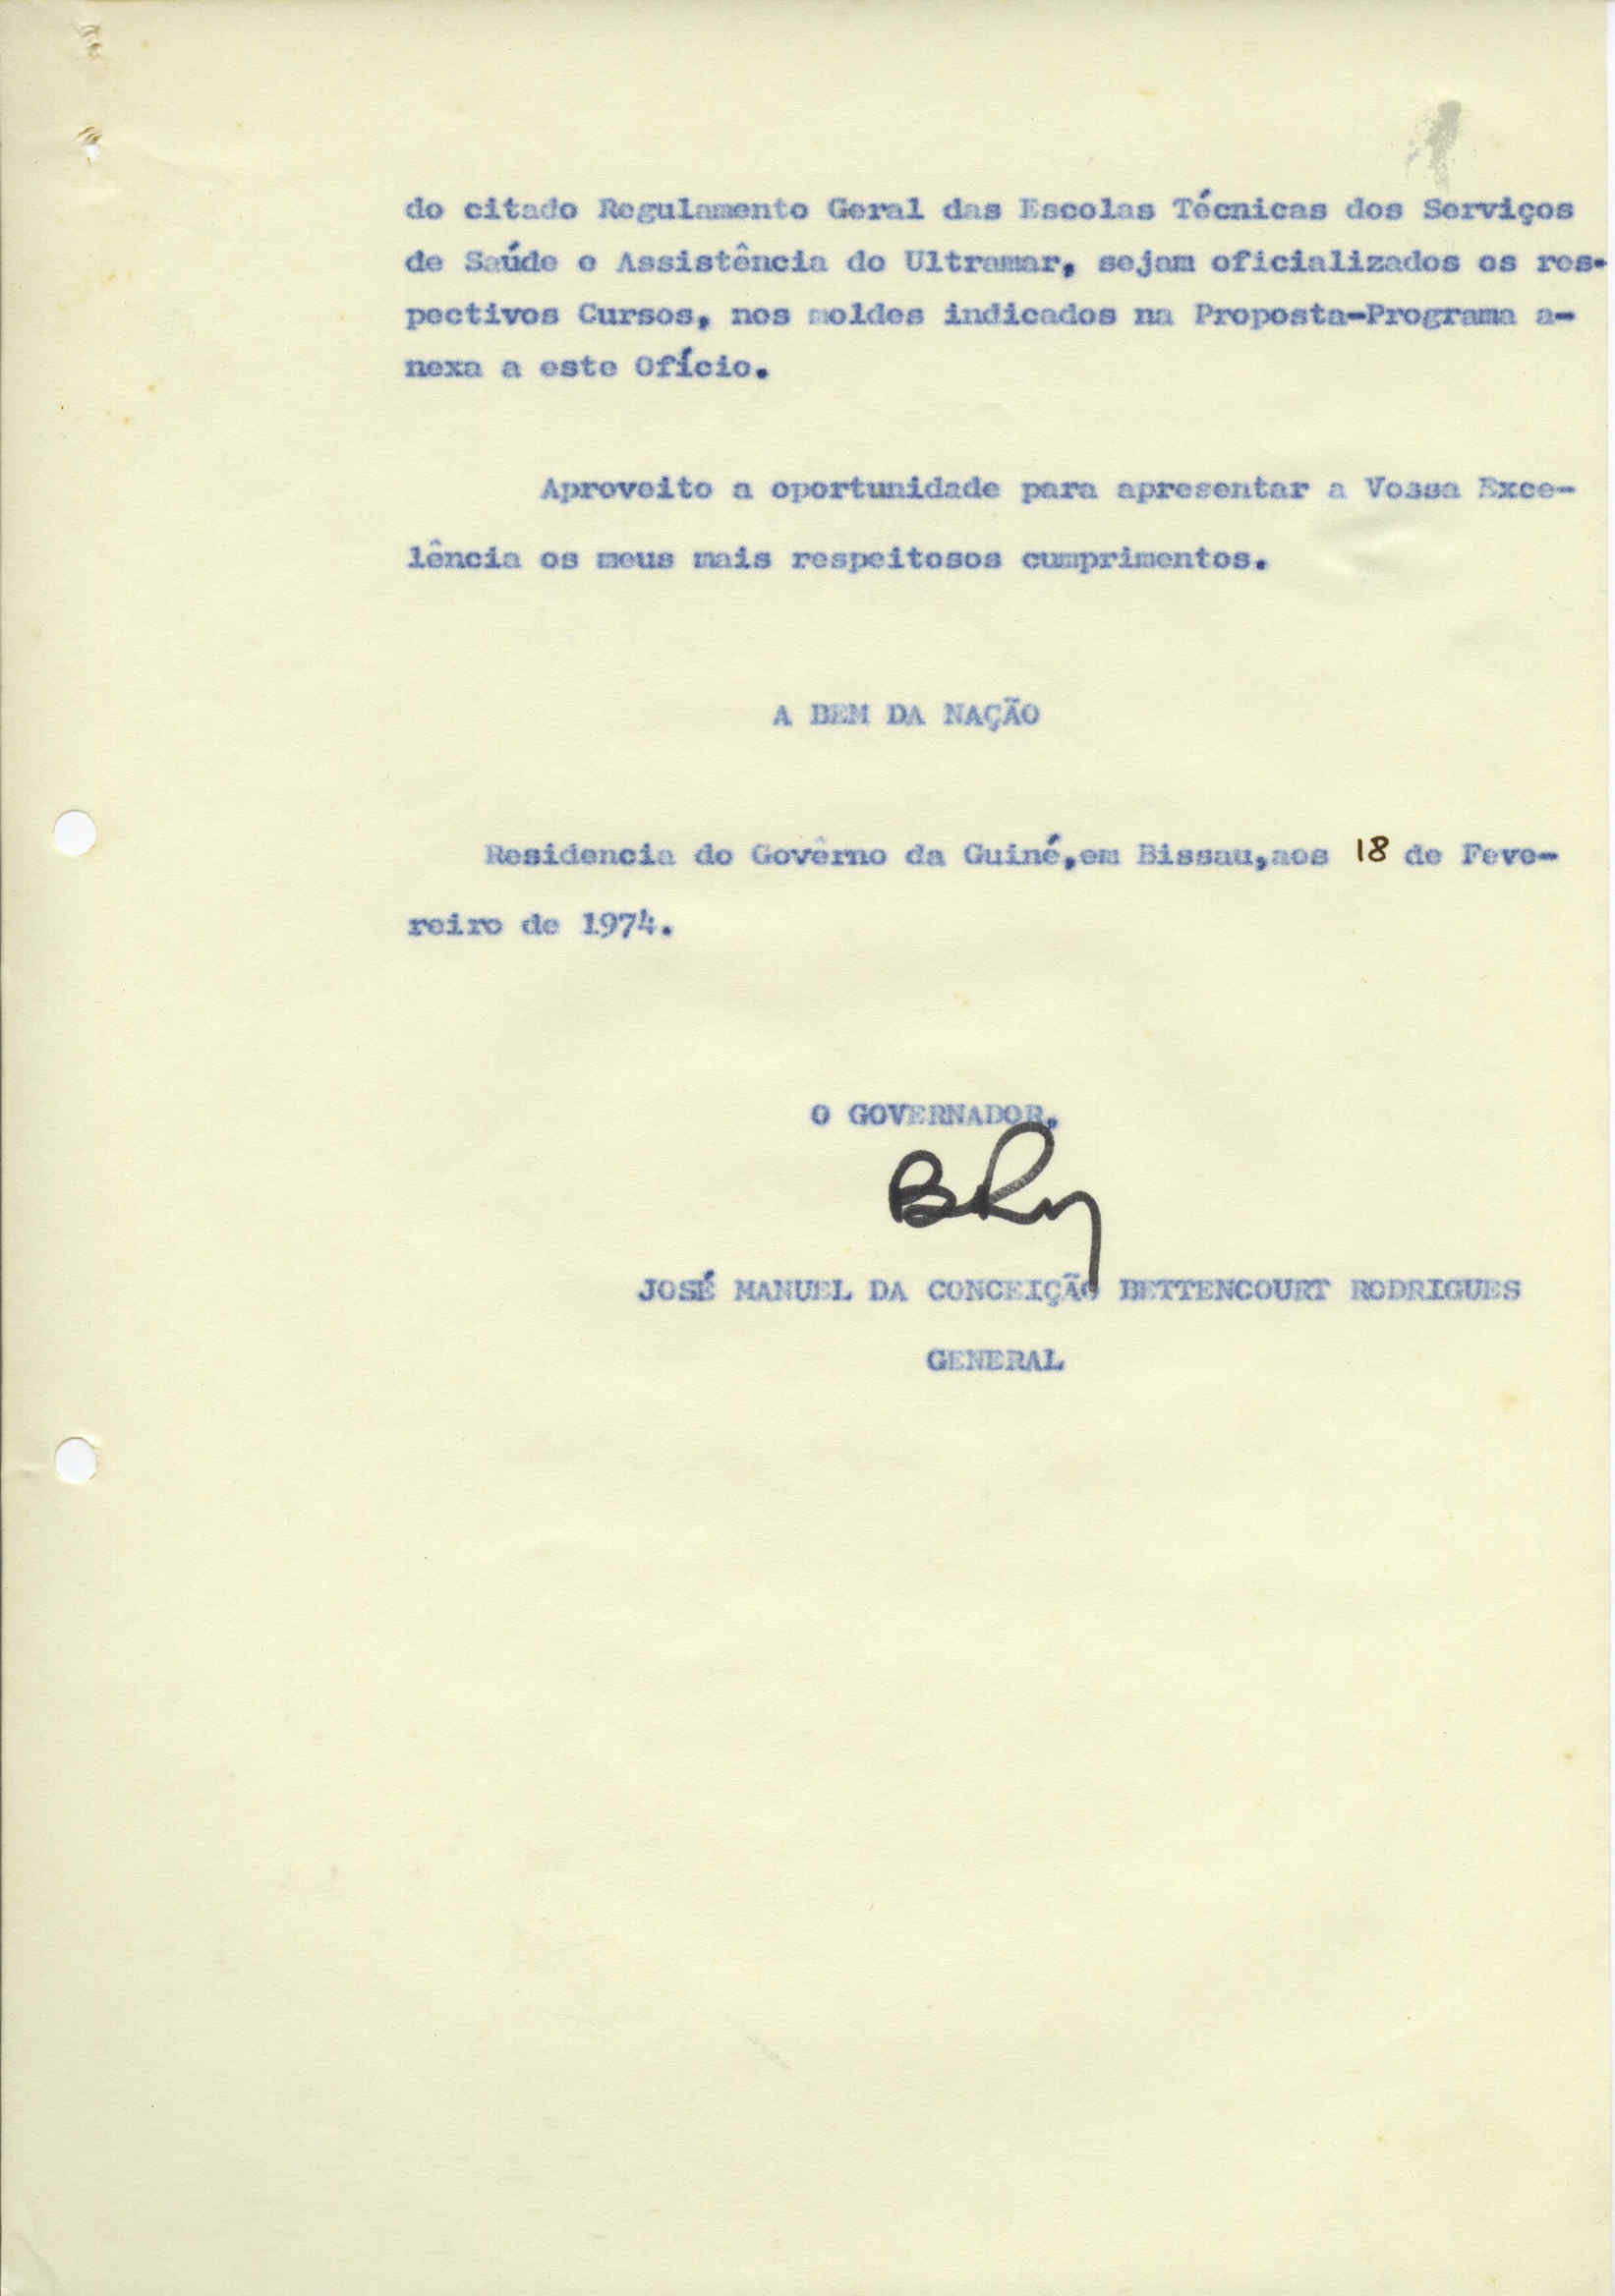 do citado Regulamento Geral das Escolas Técnicas dos Serviços
de Saúde e Assistência do Ultramar, sejam oficializados os res-
pectivos Cursos, nos moldes indicados na Proposta-Programa a-
nexa a este Ofício.
Aproveito a oportunidade para apresentar a Vossa Exce-
lência os meus mais respeitosos cumprimentos.
A BEM DA NAÇÃO
Residencia do Govêrno da Guiné,em Bissau,aos 18 de Feve-
reiro de 1974.
O GOVERNADOR,
JOSÉ MANUEL DA CONCEIÇÃO BETTENCOURT RODRIGUES
GENERAL